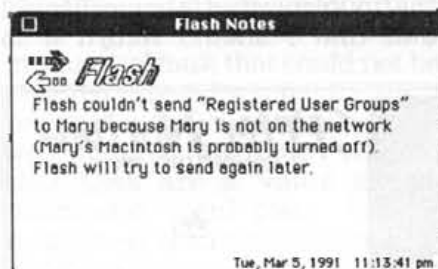 Flash Notes
Flash
Flash couldn't send "Registered User Groups"
to Mary because Mary is not on the network
(Mary's Macintosh is probably turned off).
Flash will try to send again later.
Tue, Mar 5, 1991 11:13:41 pm